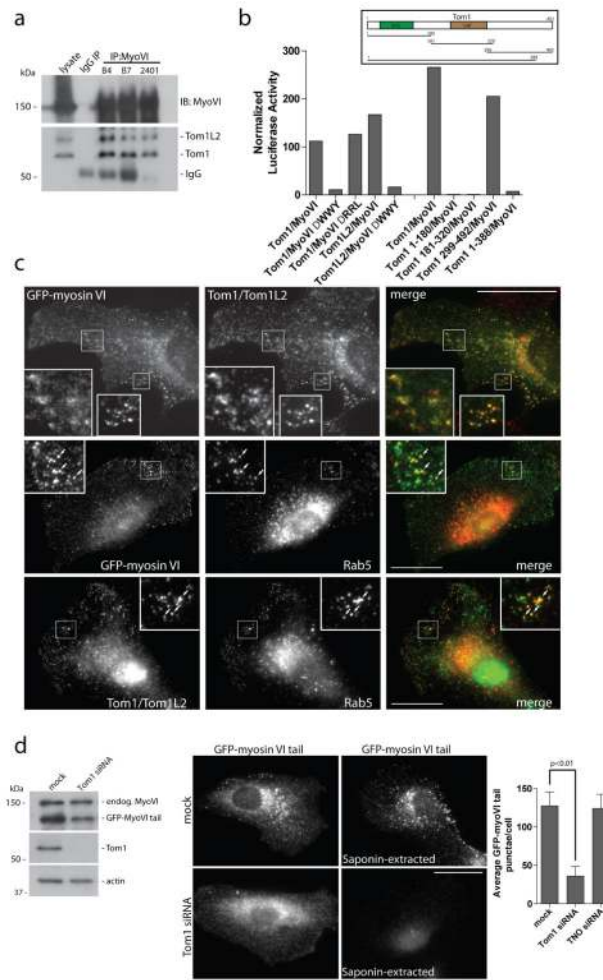 a
lysate
IgG IP
IP:MyoVI
B4 B7 2401
kDa
150 -
IB: MyoVI
- Tom1L2
- Tom1
50 -
- IgG
b
Tom1
Normalized
Luciferase Activity
300
200
100
0
Tom1/MyoVI
Tom1/MyoVI DWWY
Tom1/MyoVI DRRL
Tom1L2/MyoVI
Tom1L2/MyoVI DWWY
Tom1/MyoVI
Tom1 1-180/MyoVI
Tom1 181-320/MyoVI
Tom1 299-492/MyoVI
Tom1 1-388/MyoVI
c
GFP-myosin VI
Tom1/Tom1L2
merge
GFP-myosin VI
Rab5
merge
Tom1/Tom1L2
Rab5
merge
d
mock
Tom1 siRNA
kDa
150 -
- endog. MyoVI
- GFP-MyoVI tail
- Tom1
50 -
- actin
37 -
GFP-myosin VI tail
GFP-myosin VI tail
mock
Saponin-extracted
Tom1 siRNA
Saponin-extracted
Average GFP-myoVI tail
punctae/cell
p<0.01
150
100
50
0
mock
Tom1 siRNA
TNO siRNA